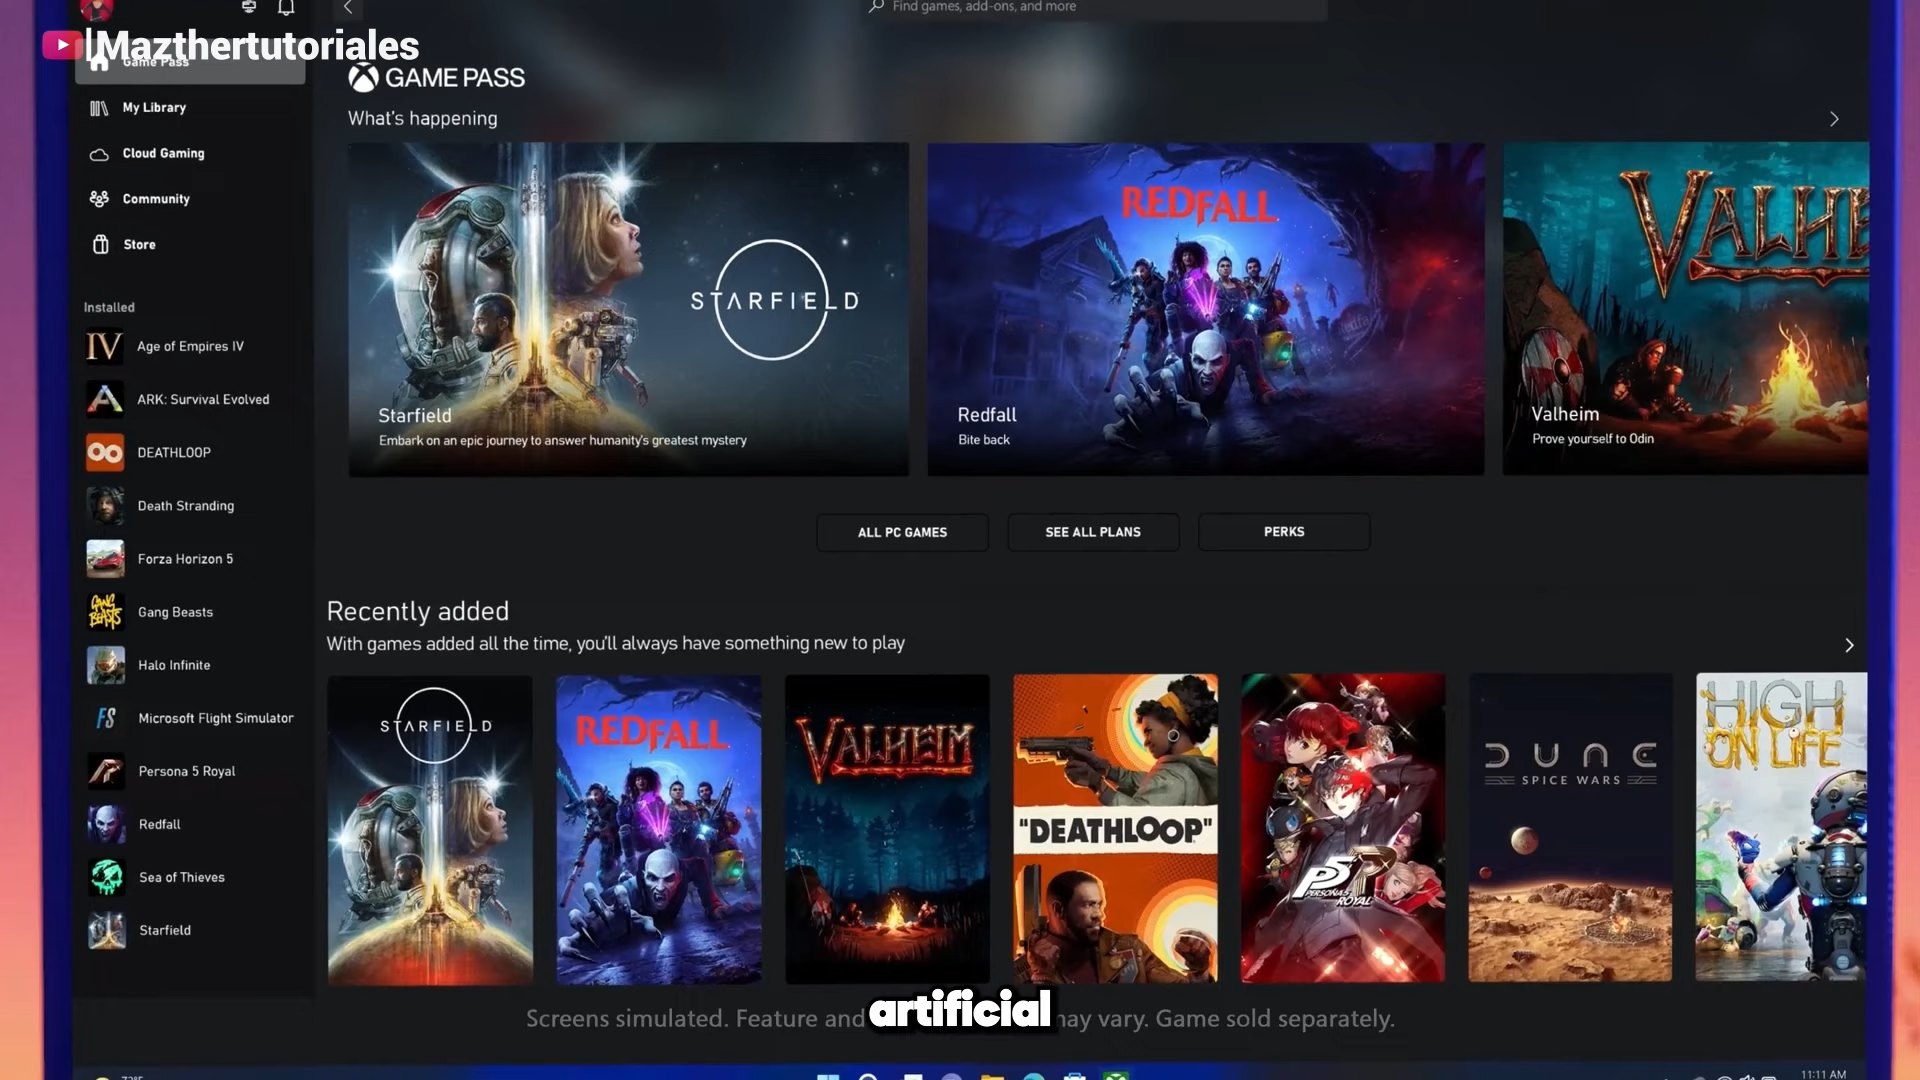 Find games, add-ons, and more
|Mazthertutoriales
Game Pass
My Library
Cloud Gaming
Community
Store
Installed
Age of Empires IV
ARK: Survival Evolved
DEATHLOOP
Death Stranding
Forza Horizon 5
Gang Beasts
Halo Infinite
Microsoft Flight Simulator
Persona 5 Royal
Redfall
Sea of Thieves
Starfield
GAME PASS
What's happening
STARFIELD
Starfield
Embark on an epic journey to answer humanity's greatest mystery
REDFALL
Redfall
Bite back
Valheim
Prove yourself to Odin
ALL PC GAMES
SEE ALL PLANS
PERKS
Recently added
With games added all the time, you'll always have something new to play
STARFIELD
REDFALL
VALHEIM
"DEATHLOOP"
P5R
PERSONA5
ROYAL
DUNE
SPICE WARS
HIGH
ON LIFE
Screens simulated. Feature and artificial may vary. Game sold separately.
11:11 AM